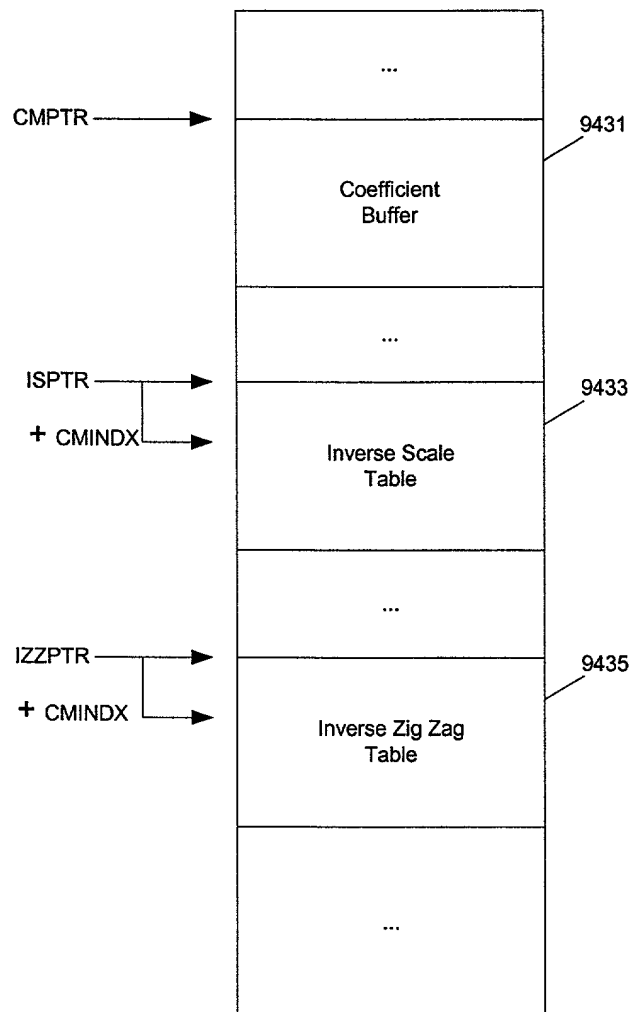 ...
CMPTR
9431
Coefficient
Buffer
...
ISPTR
9433
+ CMINDX
Inverse Scale
Table
...
IZZPTR
9435
+ CMINDX
Inverse Zig Zag
Table
...